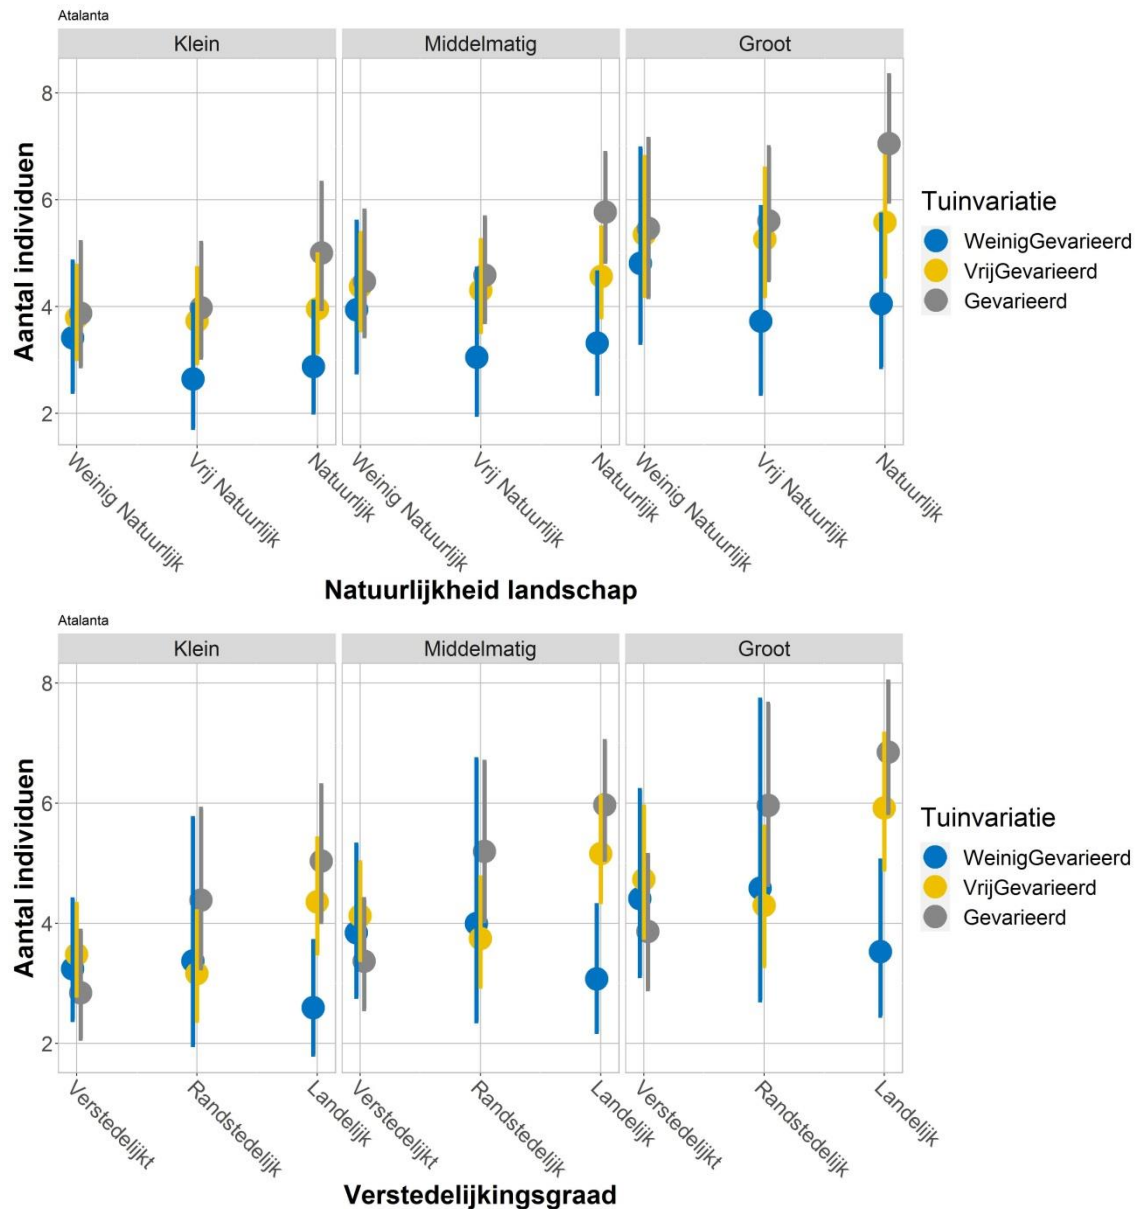 Atalanta
Klein Middelmatig Groot
8
6
4
2
Aantal individuen
Weinig Natuurlijk Vrij Natuurlijk Natuurlijk Weinig Natuurlijk Vrij Natuurlijk Natuurlijk Weinig Natuurlijk Vrij Natuurlijk Natuurlijk
Natuurlijkheid landschap
Tuinvariatie
WeinigGevarieerd
VrijGevarieerd
Gevarieerd
Atalanta
Klein Middelmatig Groot
8
6
4
2
Aantal individuen
Verstedelijkt Randstedelijk Landelijk Verstedelijkt Randstedelijk Landelijk Verstedelijkt Randstedelijk Landelijk
Verstedelijkingsgraad
Tuinvariatie
WeinigGevarieerd
VrijGevarieerd
Gevarieerd